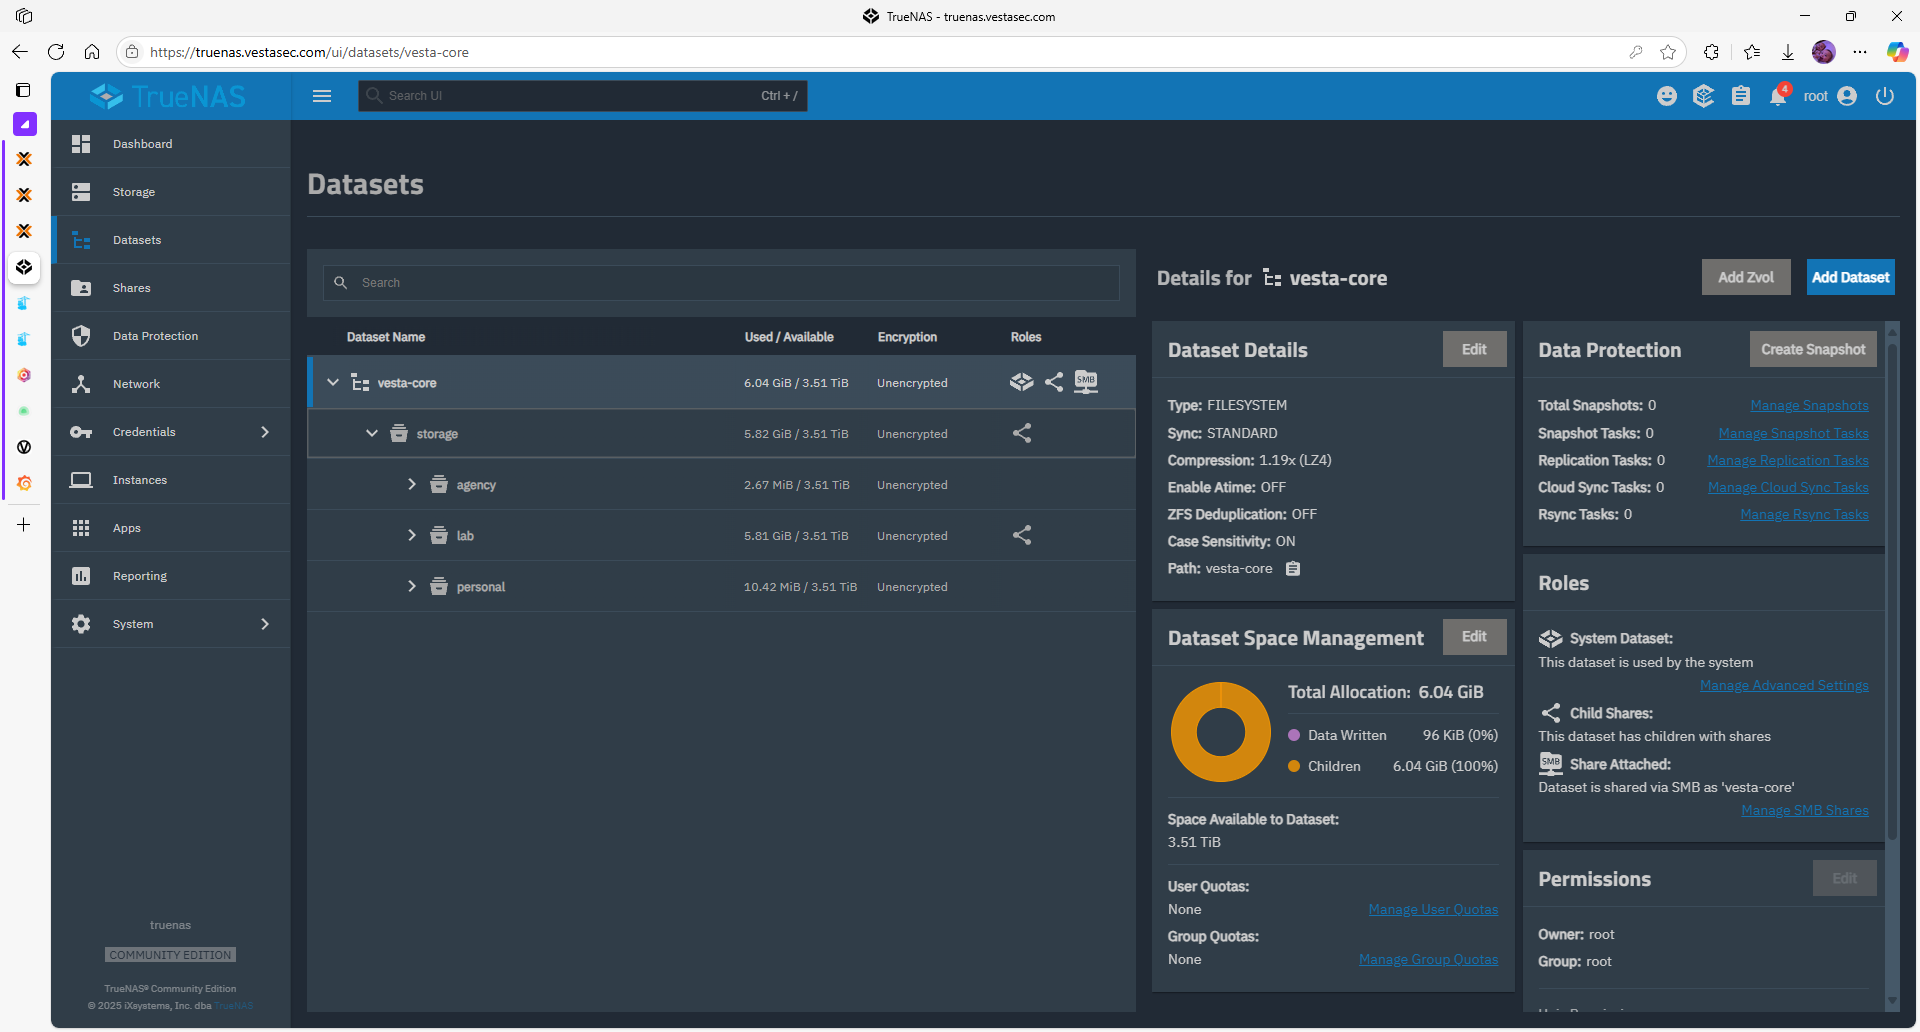 TrueNAS - truenas.vestasec.com
https://truenas.vestasec.com/ui/datasets/vesta-core
TrueNAS
Search UI
Ctrl + /
4
root
Dashboard
Storage
Datasets
Shares
Data Protection
Network
Credentials
Instances
Apps
Reporting
System
truenas
COMMUNITY EDITION
TrueNAS® Community Edition
© 2025 iXsystems, Inc. dba TrueNAS
Datasets
Search
Dataset Name Used / Available Encryption Roles
vesta-core 6.04 GiB / 3.51 TiB Unencrypted SMB
storage 5.82 GiB / 3.51 TiB Unencrypted
agency 2.67 MiB / 3.51 TiB Unencrypted
lab 5.81 GiB / 3.51 TiB Unencrypted
personal 10.42 MiB / 3.51 TiB Unencrypted
Details for vesta-core
Add Zvol
Add Dataset
Dataset Details
Edit
Type: FILESYSTEM
Sync: STANDARD
Compression: 1.19x (LZ4)
Enable Atime: OFF
ZFS Deduplication: OFF
Case Sensitivity: ON
Path: vesta-core
Dataset Space Management
Edit
Total Allocation: 6.04 GiB
Data Written 96 KiB (0%)
Children 6.04 GiB (100%)
Space Available to Dataset:
3.51 TiB
User Quotas:
None Manage User Quotas
Group Quotas:
None Manage Group Quotas
Data Protection
Create Snapshot
Total Snapshots: 0 Manage Snapshots
Snapshot Tasks: 0 Manage Snapshot Tasks
Replication Tasks: 0 Manage Replication Tasks
Cloud Sync Tasks: 0 Manage Cloud Sync Tasks
Rsync Tasks: 0 Manage Rsync Tasks
Roles
System Dataset:
This dataset is used by the system
Manage Advanced Settings
Child Shares:
This dataset has children with shares
SMB Share Attached:
Dataset is shared via SMB as 'vesta-core'
Manage SMB Shares
Permissions
Edit
Owner: root
Group: root